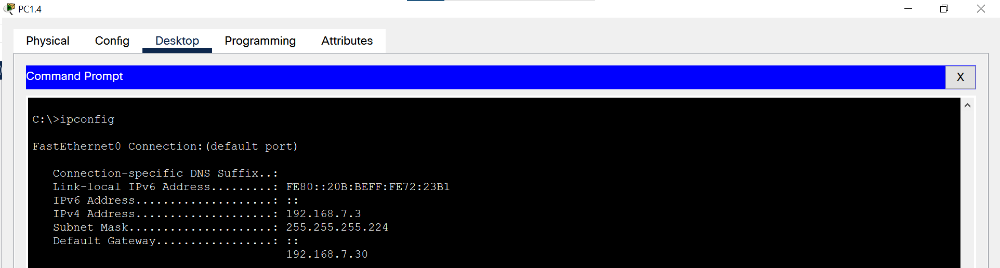 PC1.4
Physical Config Desktop Programming Attributes
Command Prompt
X
C:\>ipconfig
FastEthernet0 Connection:(default port)
Connection-specific DNS Suffix..:
Link-local IPv6 Address.........: FE80::20B:BEFF:FE72:23B1
IPv6 Address....................: ::
IPv4 Address....................: 192.168.7.3
Subnet Mask.....................: 255.255.255.224
Default Gateway.................: ::
192.168.7.30